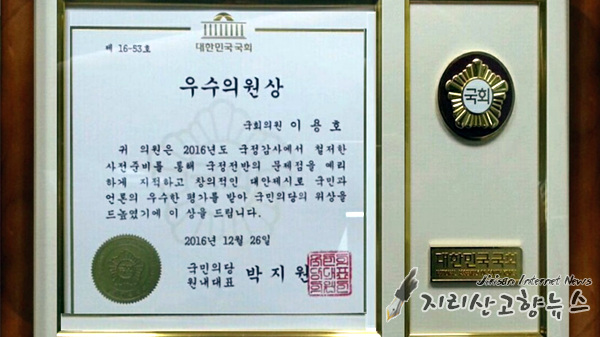 대한민국국회
제 16-53호
우수의원상
국회의원 이용호
귀 의원은 2016년도 국정감사에서 철저한
사전준비를 통해 국정전반의 문제점을 예리
하게 지적하고 창의적인 대안제시로 국민과
언론의 우수한 평가를 받아 국민의당의 위상을
드높였기에 이 상을 드립니다.
2016년 12월 26일
국민의당
원내대표 박지원
국회
대한민국국회
Jirisan Internet News
지리산고향뉴스